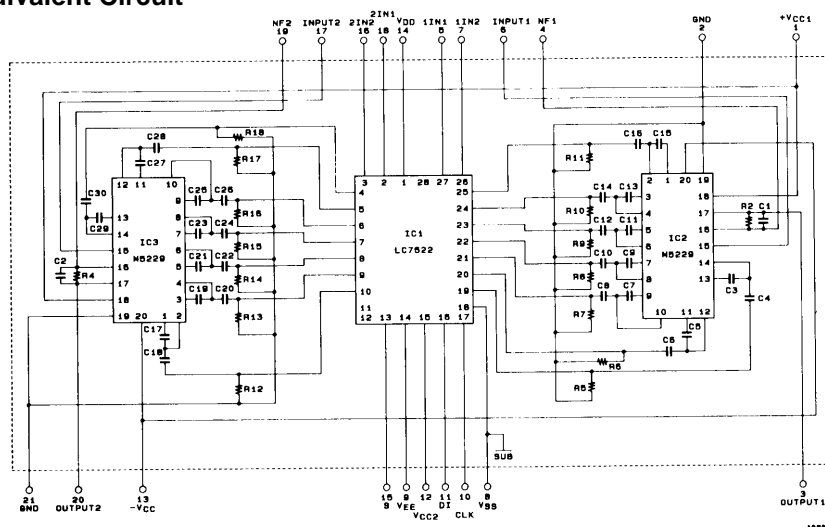 uivalent Circuit
NF2 19
INPUT2 17
2IN2 16
2IN1 18
VDD 14
1IN1 5
1IN2 7
INPUT1 6
NF1 4
GND 2
+VCC1 1
R18
C28
R17
C27
C30
C29
12 11 10
9 8 7 6 5 4 3
13 14 15 16 17 18 19 20 1 2
IC3
M5229
C25 C26
R16
C23 C24
R15
C21 C22
R14
C19 C20
R13
C2
R4
C17
C18
R12
3 2 1 28 27 26
4 5 6 7 8 9 10 11 12
25 24 23 22 21 20 19 18
13 14 15 16 17
IC1
LC7522
C16 C15
R11
C14 C13
R10
C12 C11
R9
C10 C9
C8 C7
R7
2 1 20 19
3 4 5 6 7 8 9
18 17 16 15 14 13
10 11 12
IC2
M5229
R2
C1
C3
C4
C5
C6
R6
R5
SUB
21 GND
20 OUTPUT2
13 -VCC
15 S
9 VEE
12 VCC2
11 DI
10 CLK
8 VSS
3 OUTPUT1